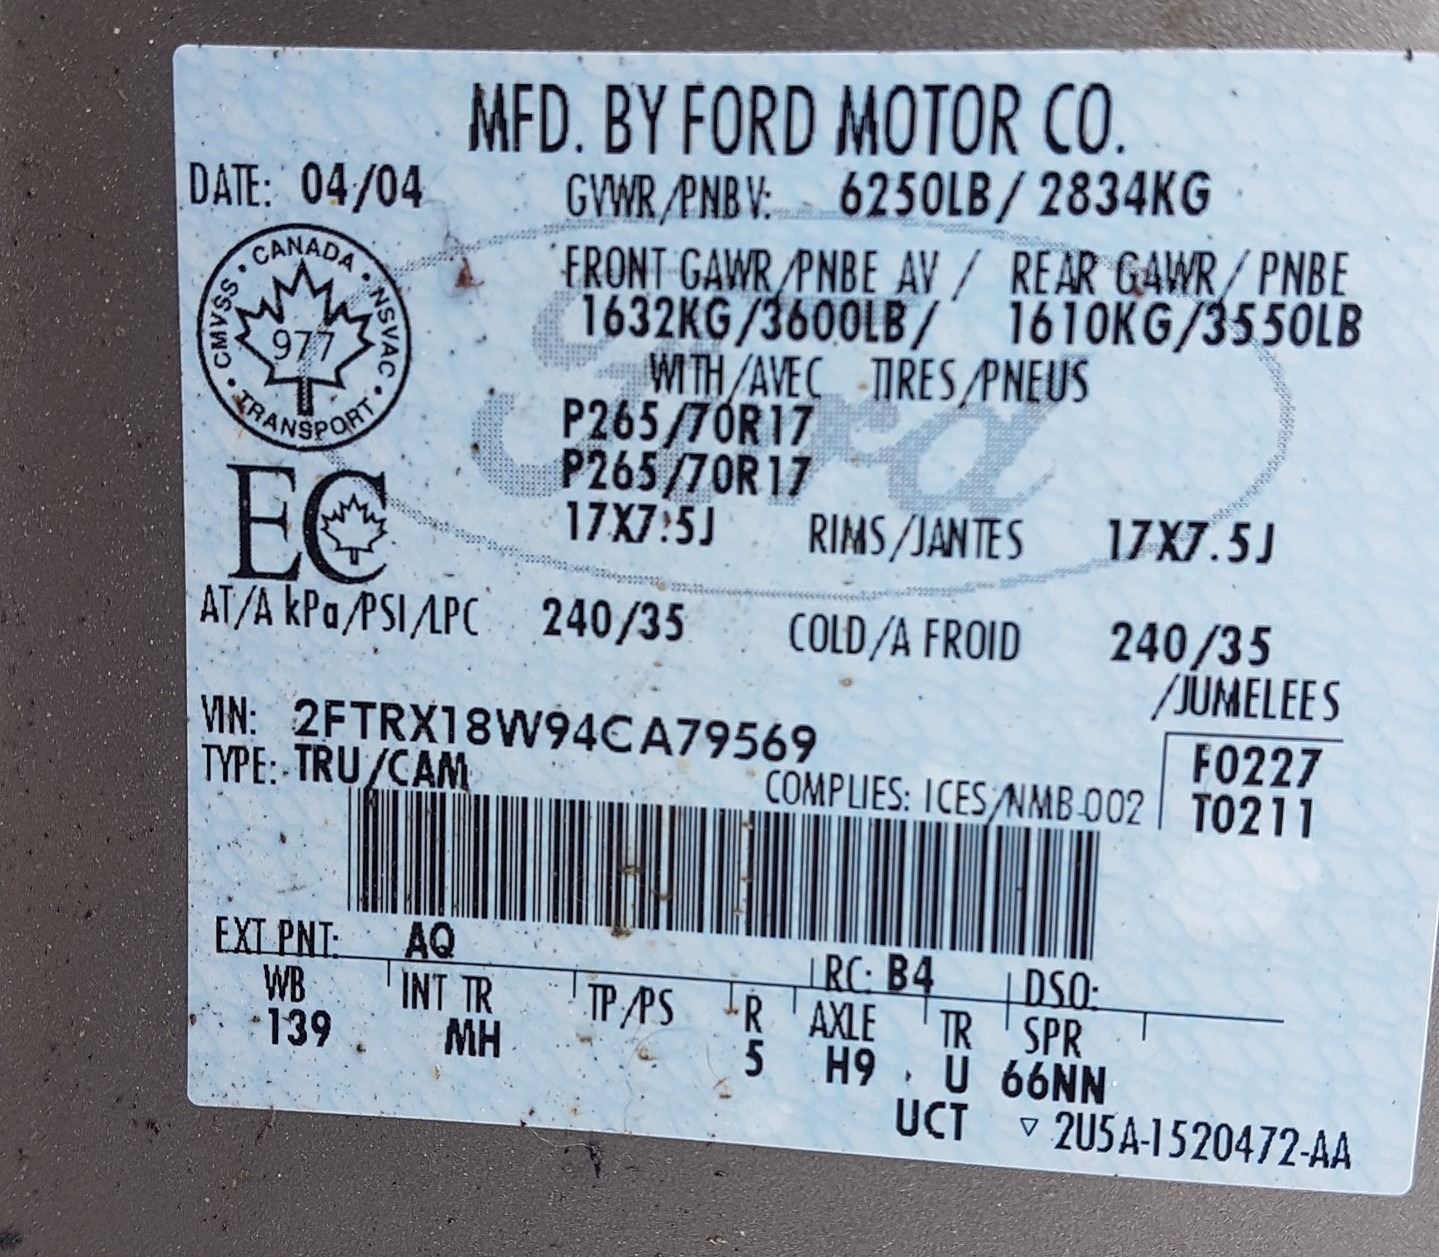 MFD. BY FORD MOTOR CO.
DATE: 04/04 GVWR/PNBV: 6250LB/ 2834KG
FRONT GAWR/PNBE AV / REAR GAWR/ PNBE
1632KG/3600LB/ 1610KG/3550LB
WITH/AVEC TIRES/PNEUS
P265/70R17
P265/70R17
17X7.5J RIMS/JANTES 17X7.5J
CANADA • NSVAC • TRANSPORT • CMVSS •
977
EC
Ford
AT/A kPa/PSI/LPC 240/35 COLD/A FROID 240/35
/JUMELEES
VIN: 2FTRX18W94CA79569
TYPE: TRU/CAM
COMPLIES: ICES/NMB-002
F0227
T0211
EXT PNT: AQ RC: B4 DSO:
WB INT TR TP/PS R AXLE TR SPR
139 MH 5 H9 U 66NN
UCT ▽ 2U5A-1520472-AA